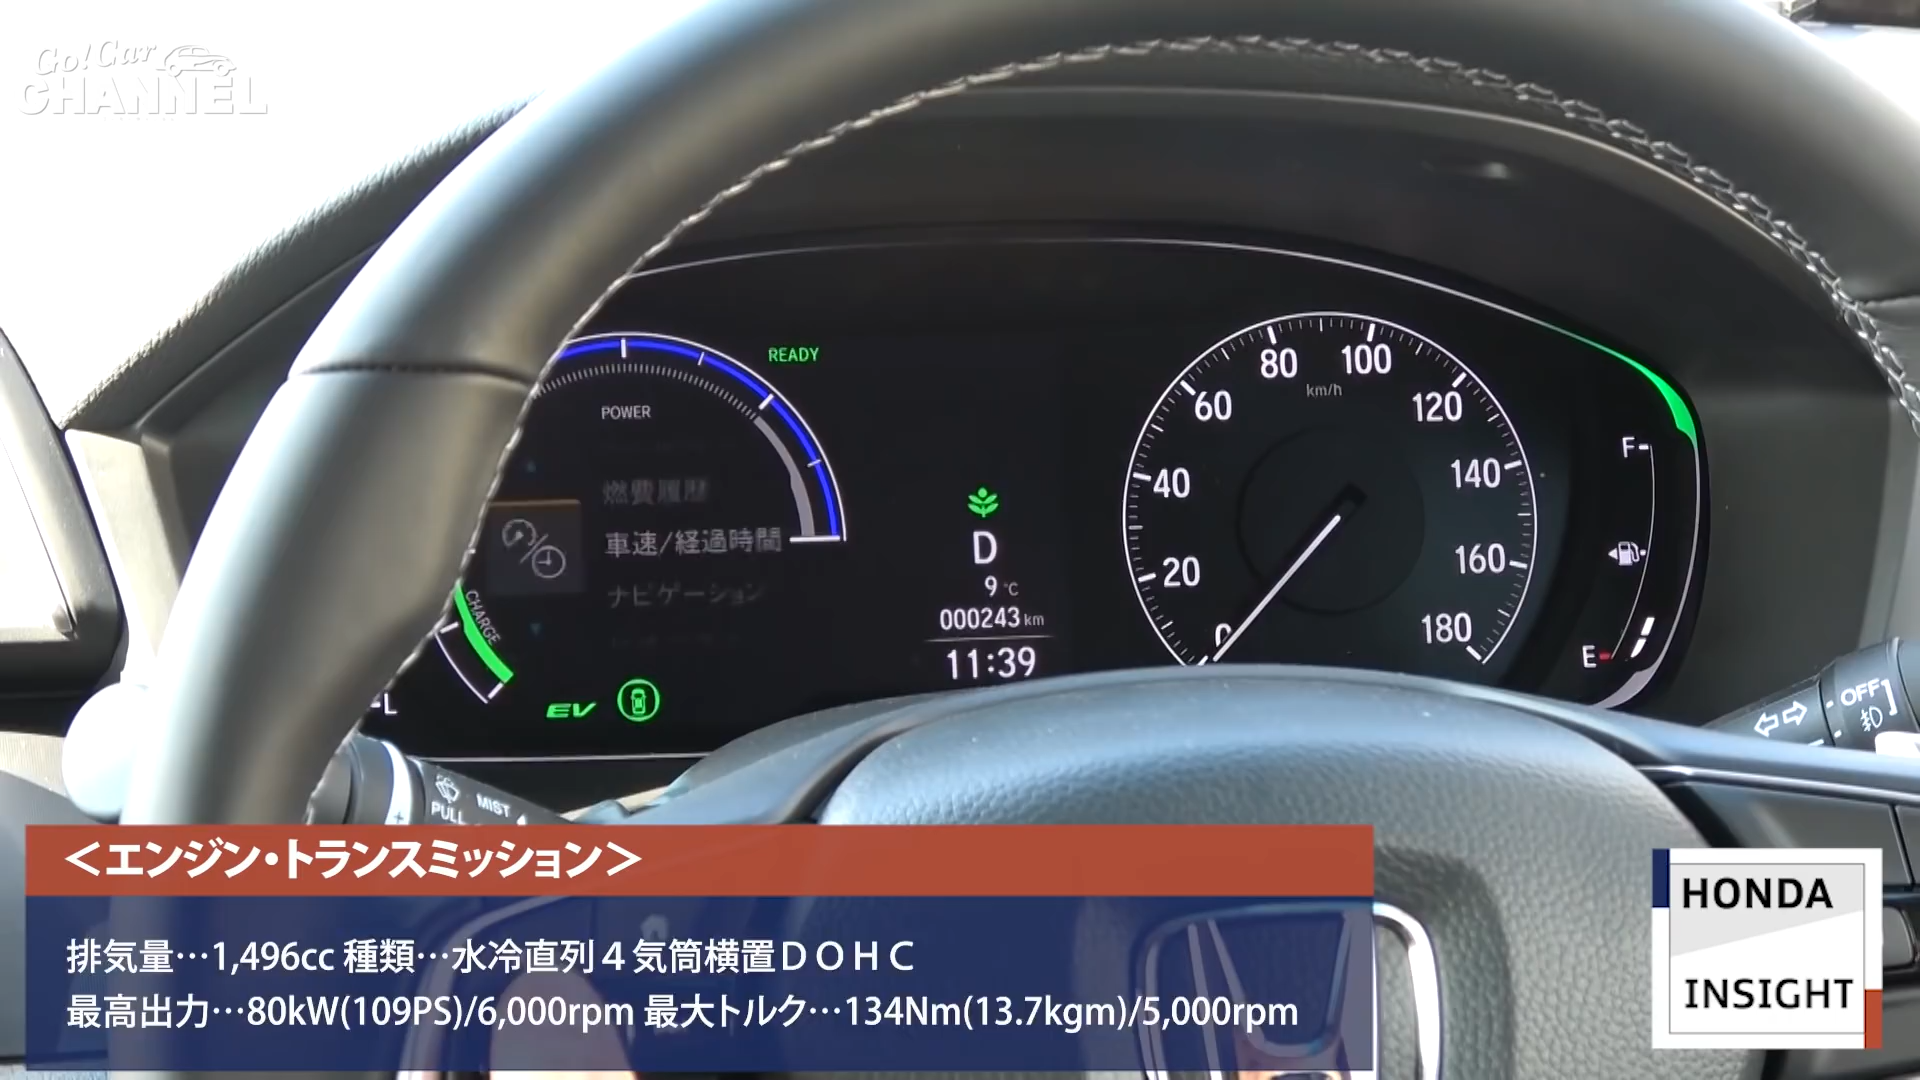 Go! Car
CHANNEL
READY
POWER
燃費履歴
車速/経過時間
ナビゲーション
CHARGE
EV
L
D
9℃
000243 km
11:39
0
20
40
60
80
100
120
140
160
180
km/h
F
E
OFF
MIST
PULL
＜エンジン・トランスミッション＞
排気量…1,496cc 種類…水冷直列４気筒横置ＤＯＨＣ
最高出力…80kW(109PS)/6,000rpm 最大トルク…134Nm(13.7kgm)/5,000rpm
HONDA
INSIGHT